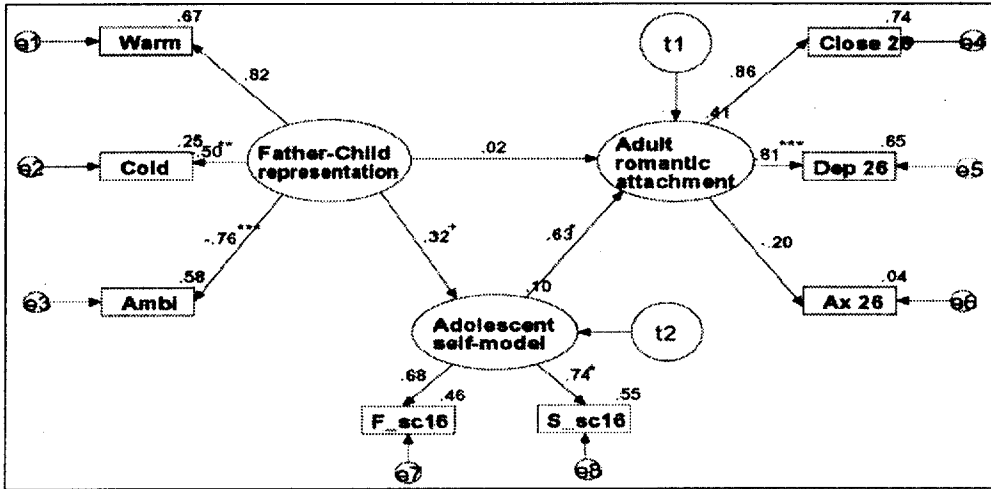 .67
e1 Warm
.82
t1
.74
Close 26 e4
.86
.25
-.50**
e2 Cold
Father-Child
representation
.02
.41
Adult
romantic
attachment
.81***
.65
Dep 26 e5
-.76***
.58
e3 Ambi
.32+
.63*
-.20
.04
Ax 26 e6
.10
Adolescent
self-model
t2
.68
.46
F_sc16
e7
.74*
.55
S_sc16
e8